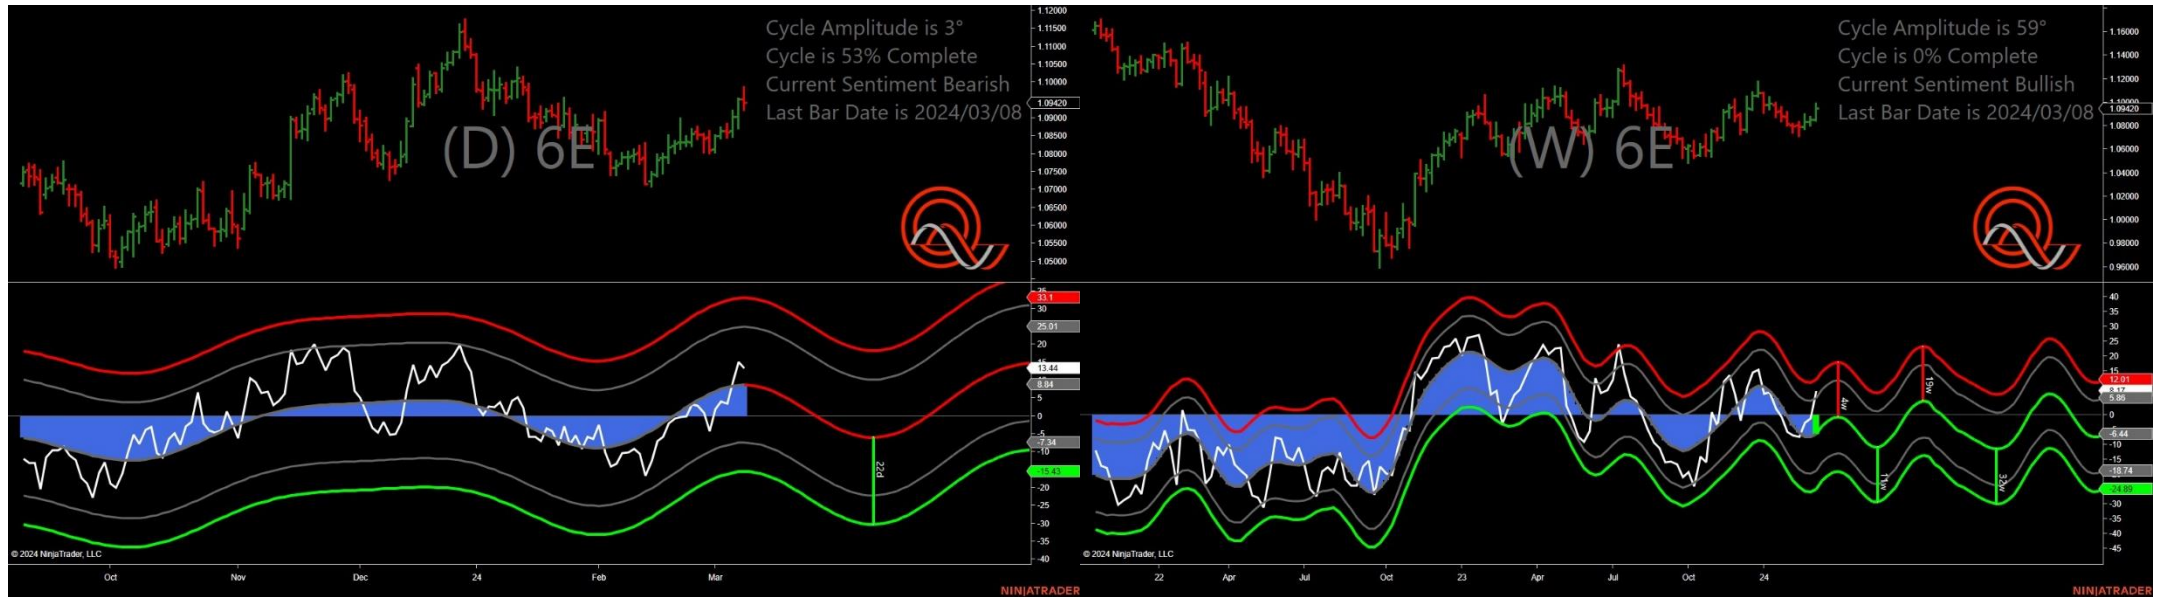 Cycle Amplitude is 3°
Cycle is 53% Complete
Current Sentiment Bearish
Last Bar Date is 2024/03/08
(D) 6E
1.12000
1.11500
1.11000
1.10500
1.10000
1.09420
1.09000
1.08500
1.08000
1.07500
1.07000
1.06500
1.06000
1.05500
1.05000
33.1
30
25.01
20
13.44
8.84
5
0
-5
-7.34
-10
-15.43
-20
-25
-30
-35
-40
22d
© 2024 NinjaTrader, LLC
Oct
Nov
Dec
24
Feb
Mar
NINJATRADER
Cycle Amplitude is 59°
Cycle is 0% Complete
Current Sentiment Bullish
Last Bar Date is 2024/03/08
(W) 6E
1.16000
1.14000
1.12000
1.09420
1.08000
1.06000
1.04000
1.02000
1.00000
0.98000
0.96000
40
35
30
25
20
15
12.01
5.86
0
-6.44
-10
-15
-18.74
-24.89
-30
-35
-40
-45
4w
11w
19w
32w
© 2024 NinjaTrader, LLC
22
Apr
Jul
Oct
23
Apr
Jul
Oct
24
NINJATRADER